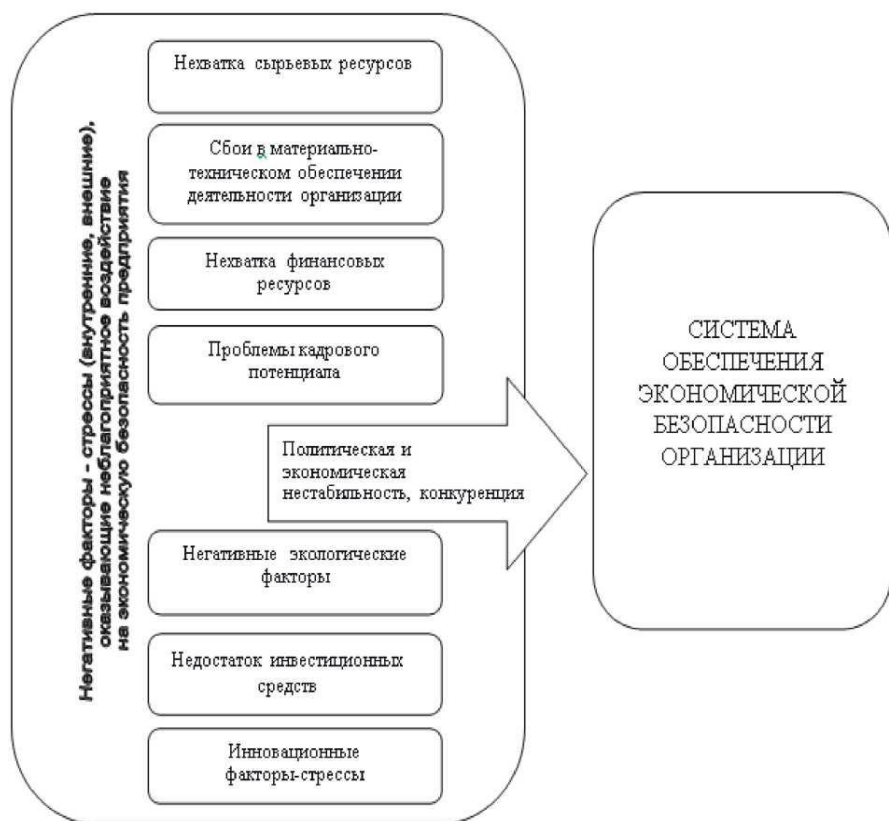 Негативные факторы - стрессы (внутренние, внешние),
оказывающие неблагоприятное воздействие
на экономическую безопасность предприятия
Нехватка сырьевых ресурсов
Сбои в материально-
техническом обеспечении
деятельности организации
Нехватка финансовых
ресурсов
Проблемы кадрового
потенциала
Политическая и
экономическая
нестабильность, конкуренция
Негативные экологические
факторы
Недостаток инвестиционных
средств
Инновационные
факторы-стрессы
СИСТЕМА
ОБЕСПЕЧЕНИЯ
ЭКОНОМИЧЕСКОЙ
БЕЗОПАСНОСТИ
ОРГАНИЗАЦИИ